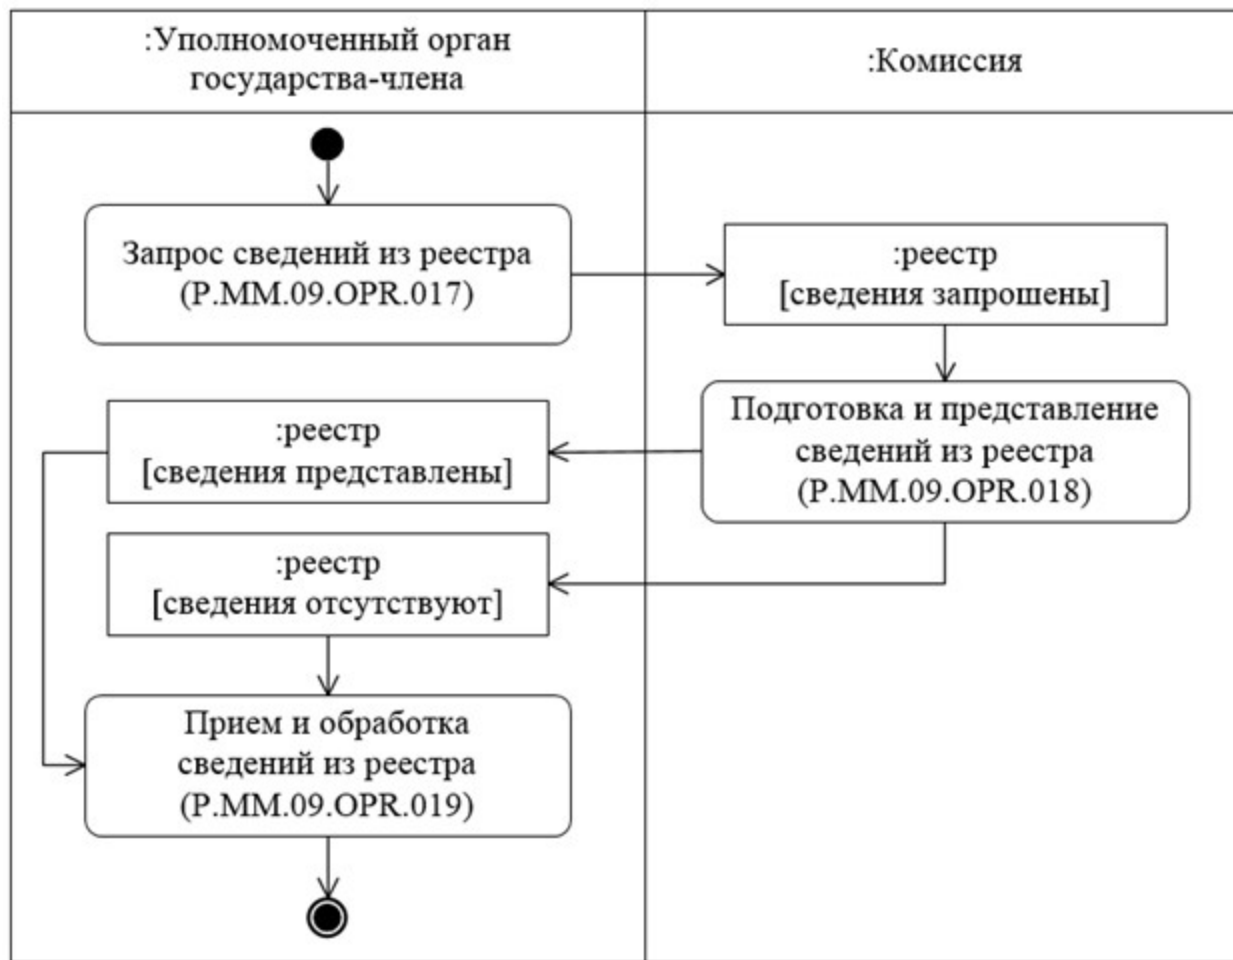 :Уполномоченный орган
государства-члена
:Комиссия
Запрос сведений из реестра
(P.MM.09.OPR.017)
:реестр
[сведения запрошены]
Подготовка и представление
сведений из реестра
(P.MM.09.OPR.018)
:реестр
[сведения представлены]
:реестр
[сведения отсутствуют]
Прием и обработка
сведений из реестра
(P.MM.09.OPR.019)